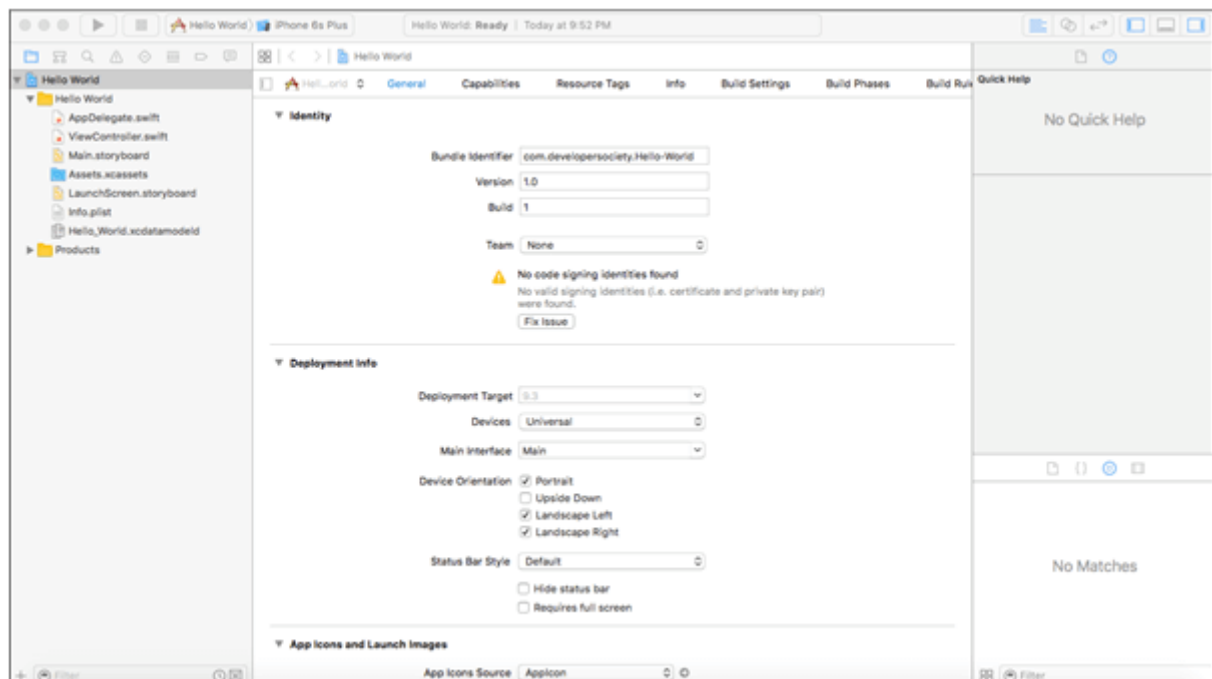 Hello World iPhone 6s Plus Hello World: Ready | Today at 9:52 PM
Hello World
Hel...orld General Capabilities Resource Tags Info Build Settings Build Phases Build Rul
Hello World
Hello World
AppDelegate.swift
ViewController.swift
Main.storyboard
Assets.xcassets
LaunchScreen.storyboard
Info.plist
Hello_World.xcdatamodeld
Products
Filter
Identity
Bundle Identifier com.developersociety.Hello-World
Version 1.0
Build 1
Team None
No code signing identities found
No valid signing identities (i.e. certificate and private key pair)
were found.
Fix Issue
Deployment Info
Deployment Target 9.3
Devices Universal
Main Interface Main
Device Orientation Portrait
Upside Down
Landscape Left
Landscape Right
Status Bar Style Default
Hide status bar
Requires full screen
App Icons and Launch Images
App Icons Source AppIcon
Quick Help
No Quick Help
No Matches
Filter